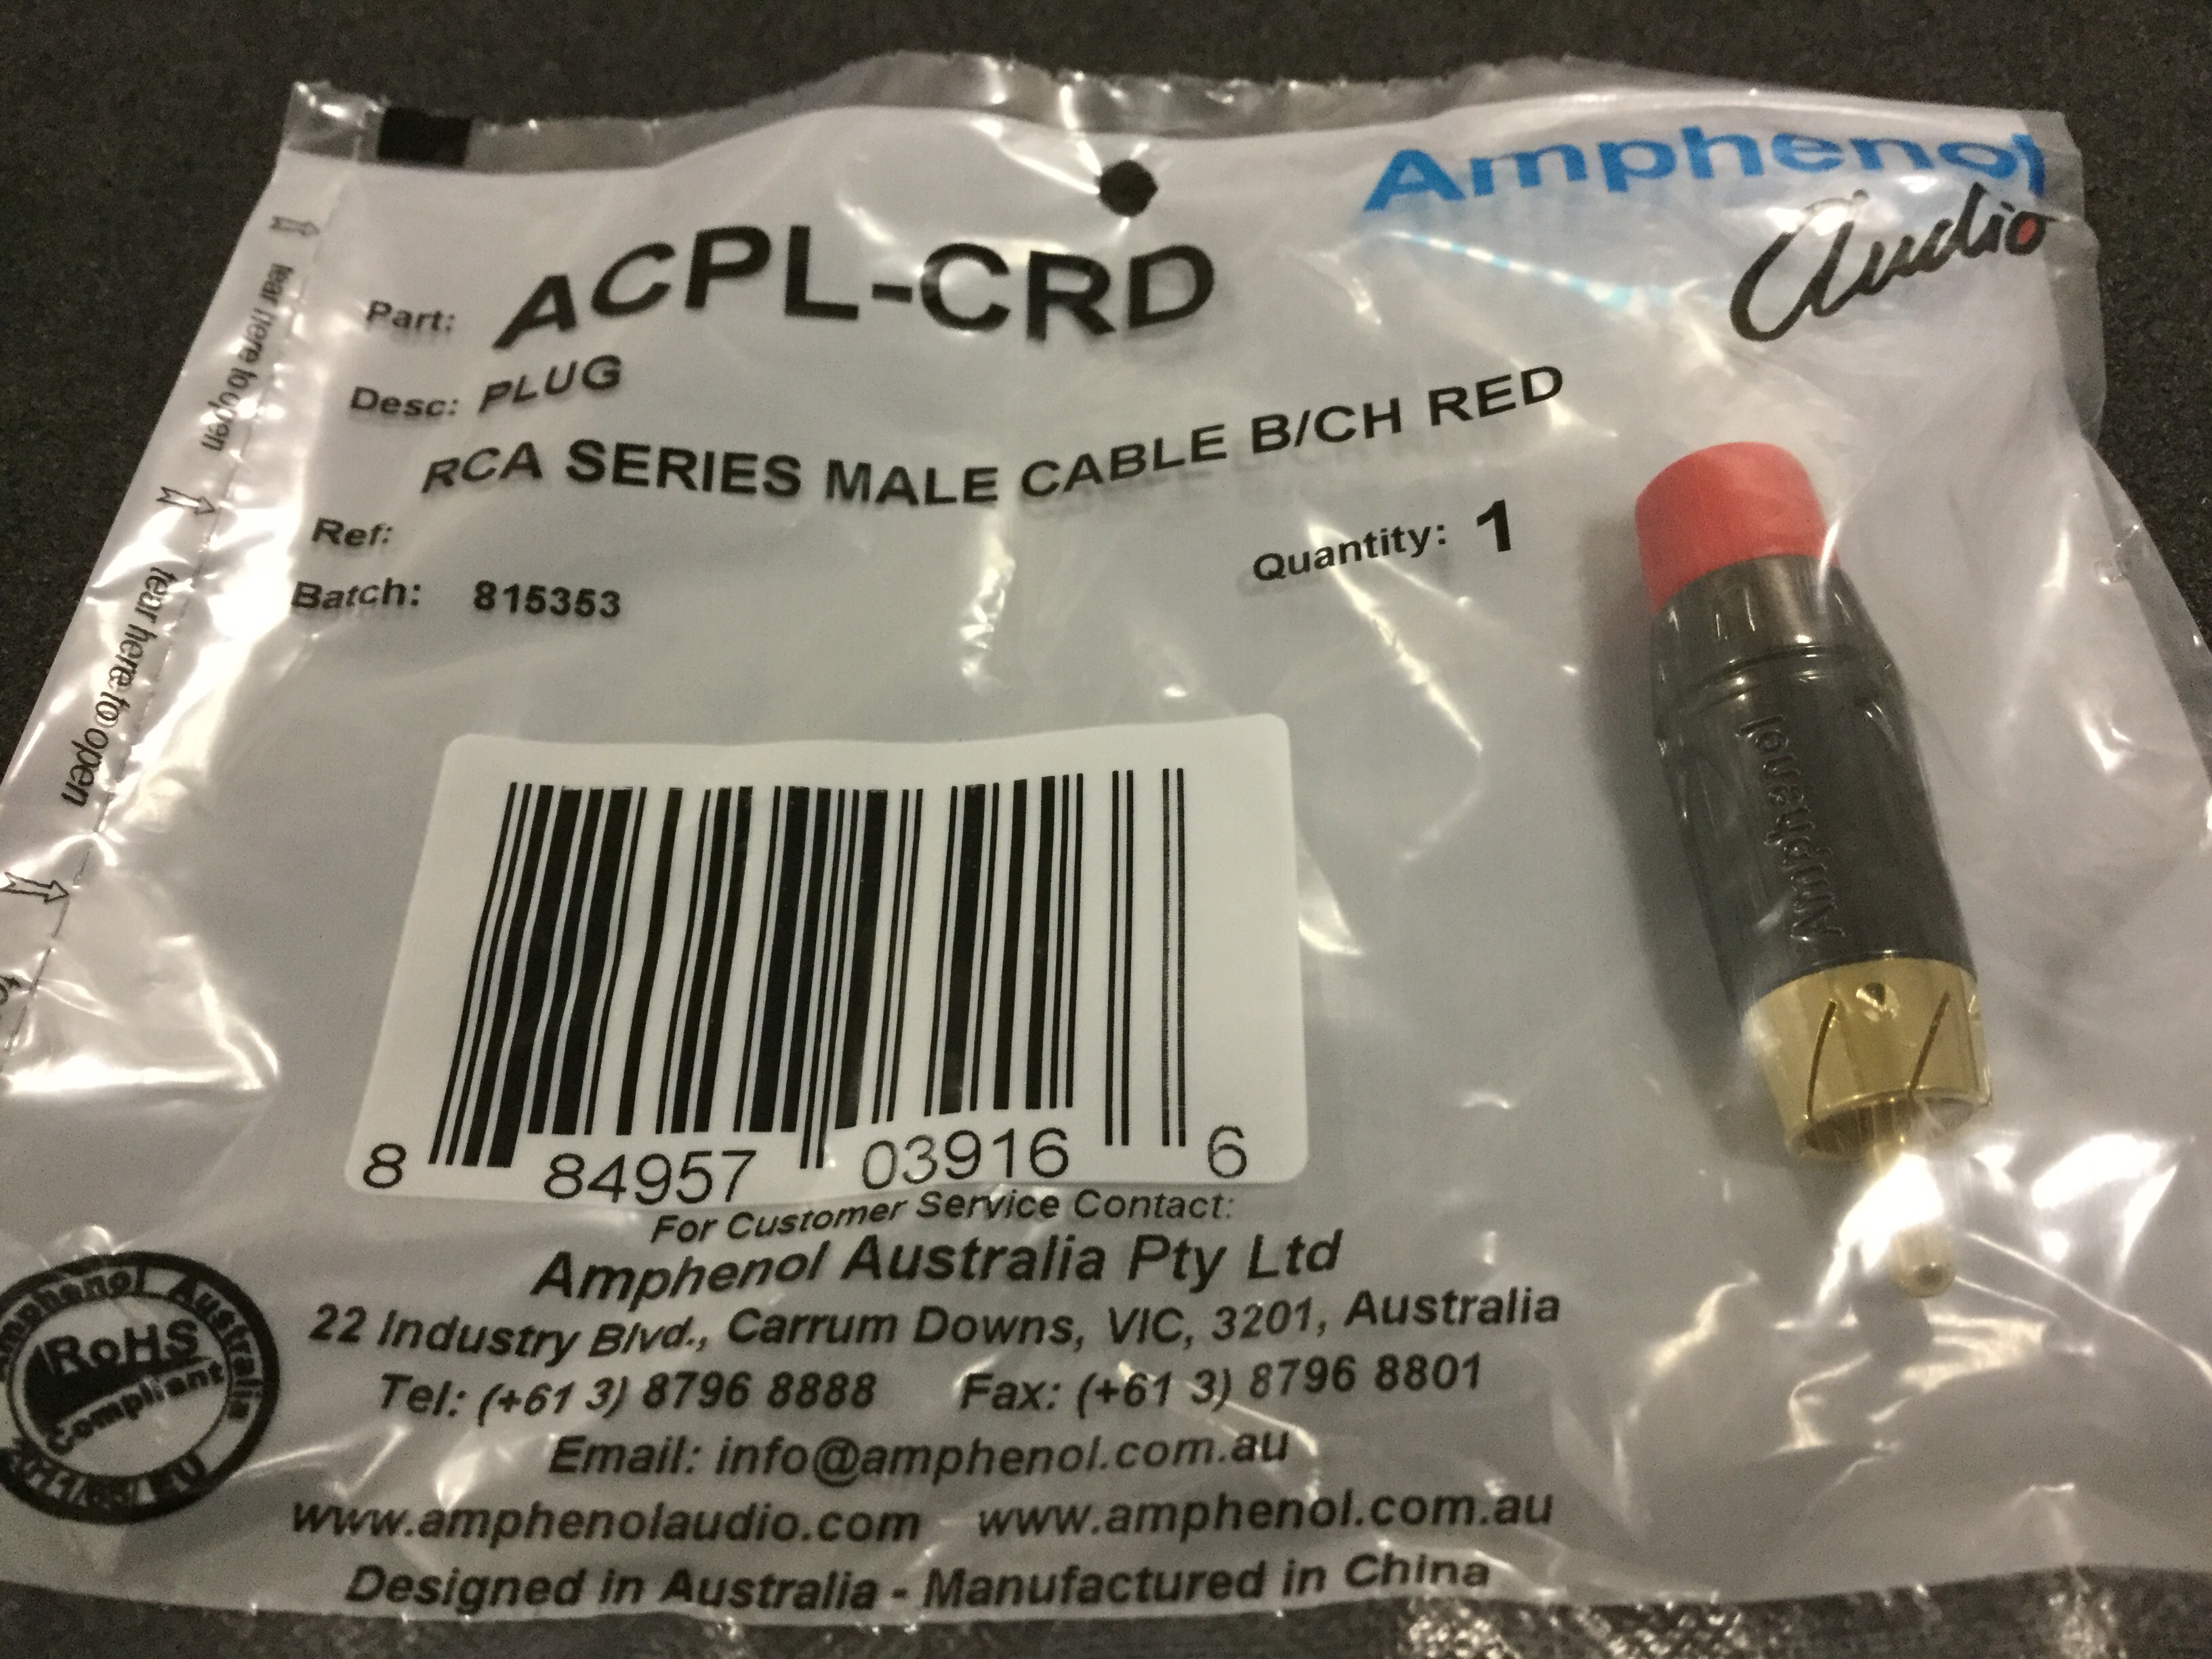 Amphenol
Audio
Part: ACPL-CRD
Desc: PLUG
RCA SERIES MALE CABLE B/CH RED
Ref:
Quantity: 1
Batch: 815353
tear here to open
tear here to open
Amphenol
8 84957 03916 6
For Customer Service Contact:
Amphenol Australia Pty Ltd
22 Industry Blvd., Carrum Downs, VIC, 3201, Australia
Tel: (+61 3) 8796 8888 Fax: (+61 3) 8796 8801
Email: info@amphenol.com.au
www.amphenolaudio.com www.amphenol.com.au
Designed in Australia - Manufactured in China
Amphenol Australia
RoHS
Compliant
2011/65/EU